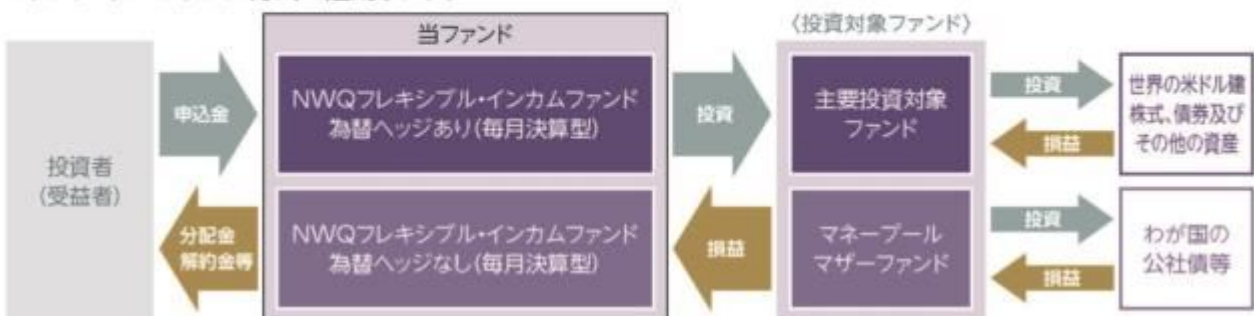 当ファンド
〈投資対象ファンド〉
投資者
(受益者)
申込金
分配金
解約金等
NWQフレキシブル・インカムファンド
為替ヘッジあり(毎月決算型)
NWQフレキシブル・インカムファンド
為替ヘッジなし(毎月決算型)
投資
損益
主要投資対象
ファンド
マネープール
マザーファンド
投資
損益
投資
損益
世界の米ドル建
株式、債券及び
その他の資産
わが国の
公社債等